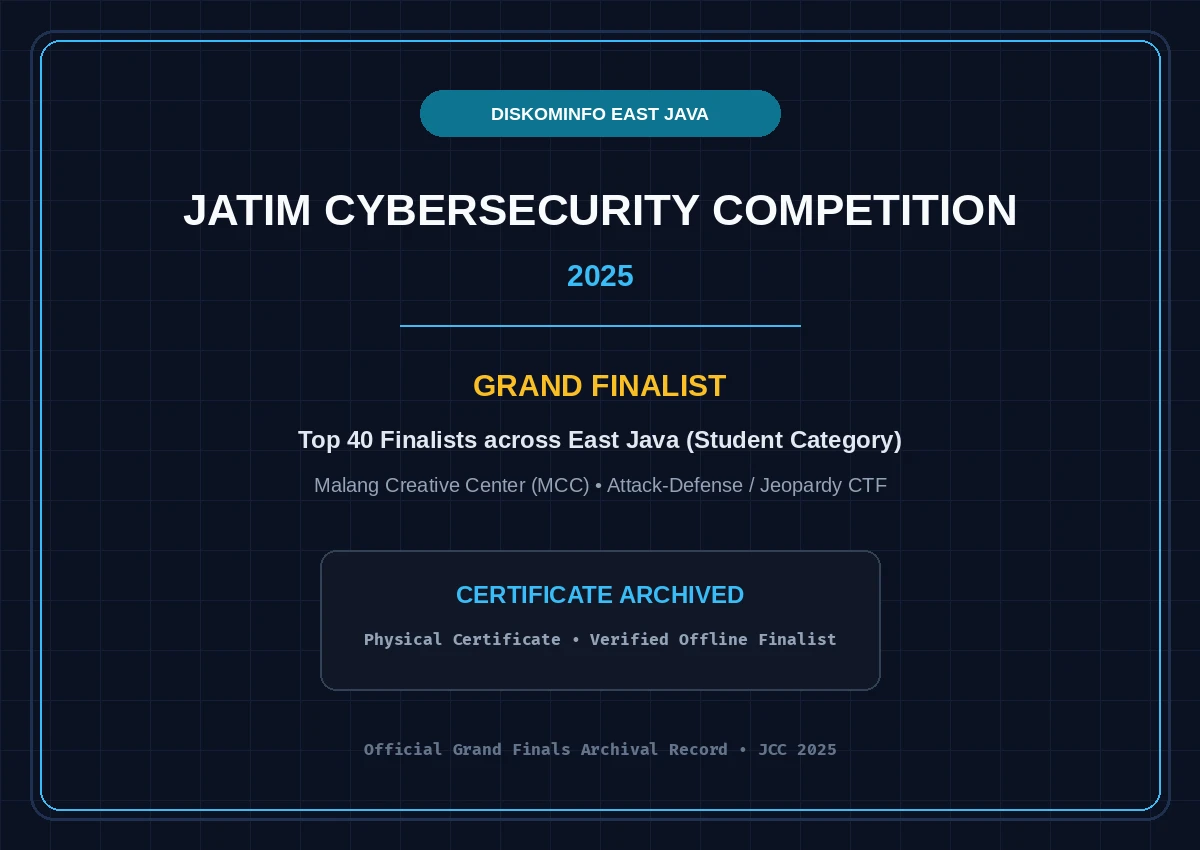 DISKOMINFO EAST JAVA
JATIM CYBERSECURITY COMPETITION
2025
GRAND FINALIST
Top 40 Finalists across East Java (Student Category)
Malang Creative Center (MCC) • Attack-Defense / Jeopardy CTF
CERTIFICATE ARCHIVED
Physical Certificate • Verified Offline Finalist
Official Grand Finals Archival Record • JCC 2025